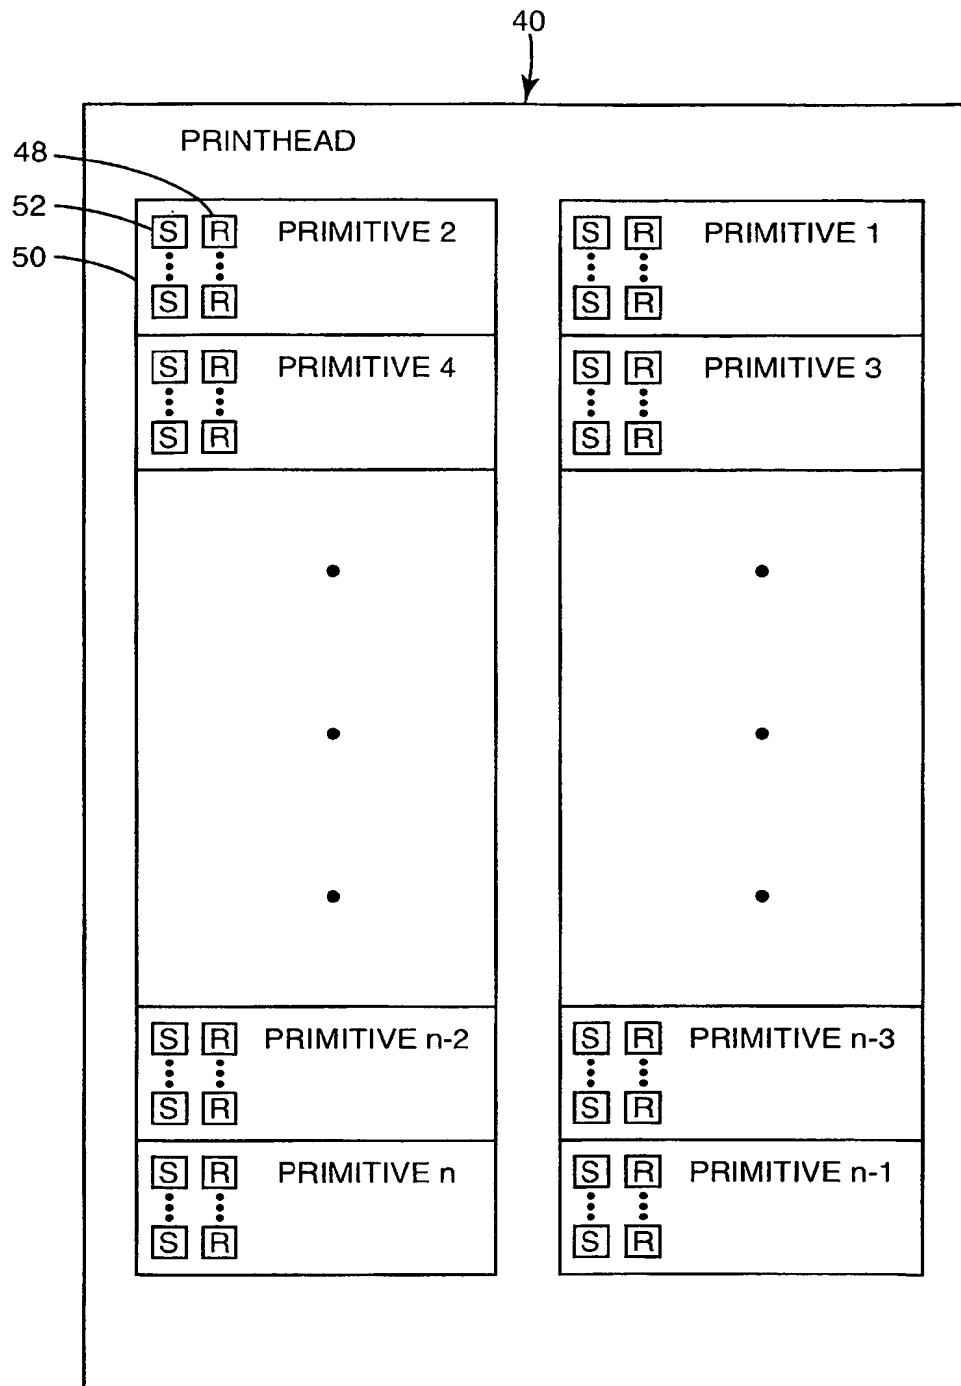 40
PRINTHEAD
48
52
50
S R PRIMITIVE 2
S R
S R PRIMITIVE 1
S R
S R PRIMITIVE 4
S R
S R PRIMITIVE 3
S R
S R PRIMITIVE n-2
S R
S R PRIMITIVE n-3
S R
S R PRIMITIVE n
S R
S R PRIMITIVE n-1
S R